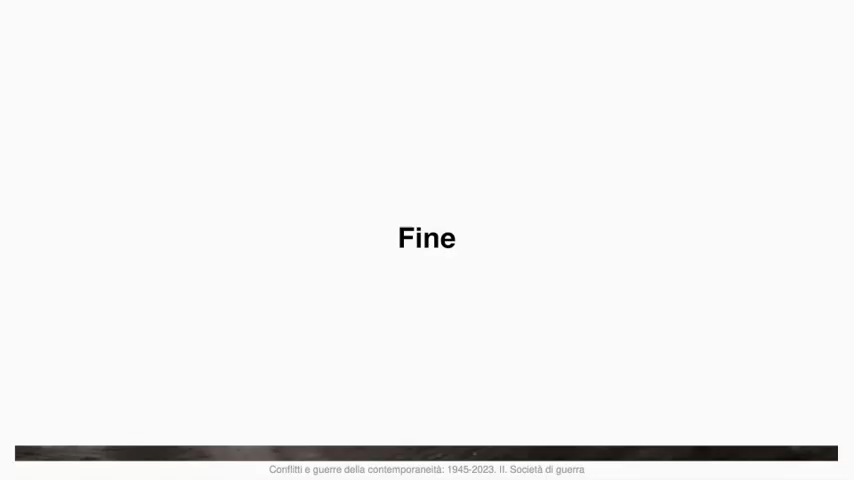 Fine
Conflitti e guerre della contemporaneità: 1945-2023. II. Società di guerra